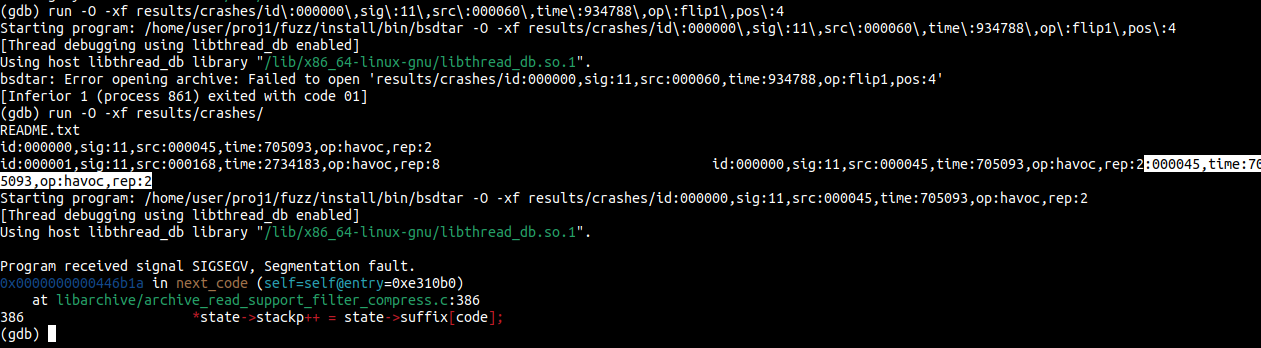 (gdb) run -O -xf results/crashes/id\:000000\,sig\:11\,src\:000060\,time\:934788\,op\:flip1\,pos\:4
Starting program: /home/user/proj1/fuzz/install/bin/bsdtar -O -xf results/crashes/id\:000000\,sig\:11\,src\:000060\,time\:934788\,op\:flip1\,pos\:4
[Thread debugging using libthread_db enabled]
Using host libthread_db library "/lib/x86_64-linux-gnu/libthread_db.so.1".
bsdtar: Error opening archive: Failed to open 'results/crashes/id:000000,sig:11,src:000060,time:934788,op:flip1,pos:4'
[Inferior 1 (process 861) exited with code 01]
(gdb) run -O -xf results/crashes/
README.txt
id:000000,sig:11,src:000045,time:705093,op:havoc,rep:2
id:000001,sig:11,src:000168,time:2734183,op:havoc,rep:8 id:000000,sig:11,src:000045,time:705093,op:havoc,rep:2:000045,time:70
5093,op:havoc,rep:2
Starting program: /home/user/proj1/fuzz/install/bin/bsdtar -O -xf results/crashes/id:000000,sig:11,src:000045,time:705093,op:havoc,rep:2
[Thread debugging using libthread_db enabled]
Using host libthread_db library "/lib/x86_64-linux-gnu/libthread_db.so.1".
Program received signal SIGSEGV, Segmentation fault.
0x0000000000446b1a in next_code (self=self@entry=0xe310b0)
at libarchive/archive_read_support_filter_compress.c:386
386 *state->stackp++ = state->suffix[code];
(gdb)